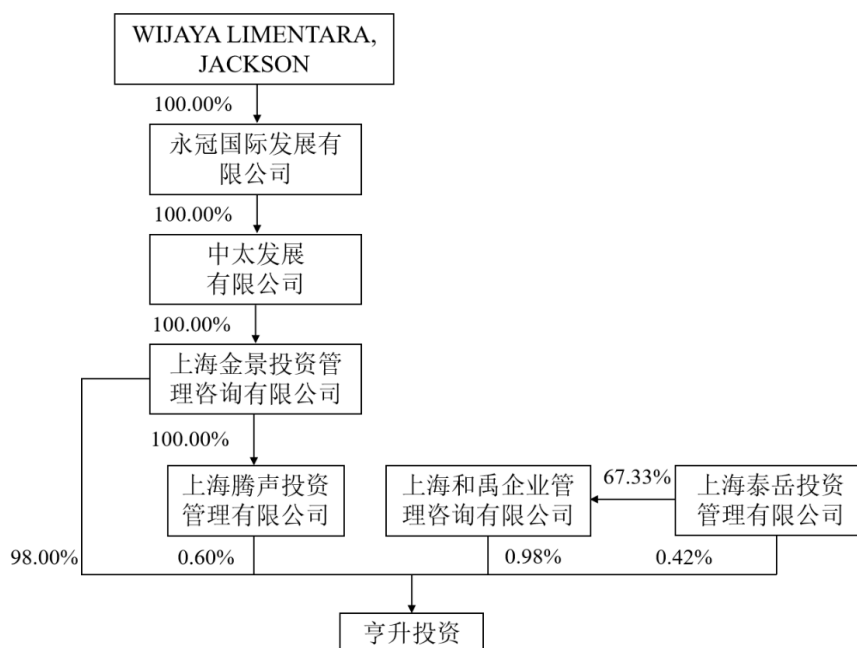 WIJAYA LIMENTARA,
JACKSON
100.00%
永冠国际发展有
限公司
100.00%
中太发展
有限公司
100.00%
上海金景投资管
理咨询有限公司
100.00%
上海腾声投资
管理有限公司
上海和禹企业管
理咨询有限公司
67.33%
上海泰岳投资
管理有限公司
98.00%
0.60%
0.98%
0.42%
亨升投资